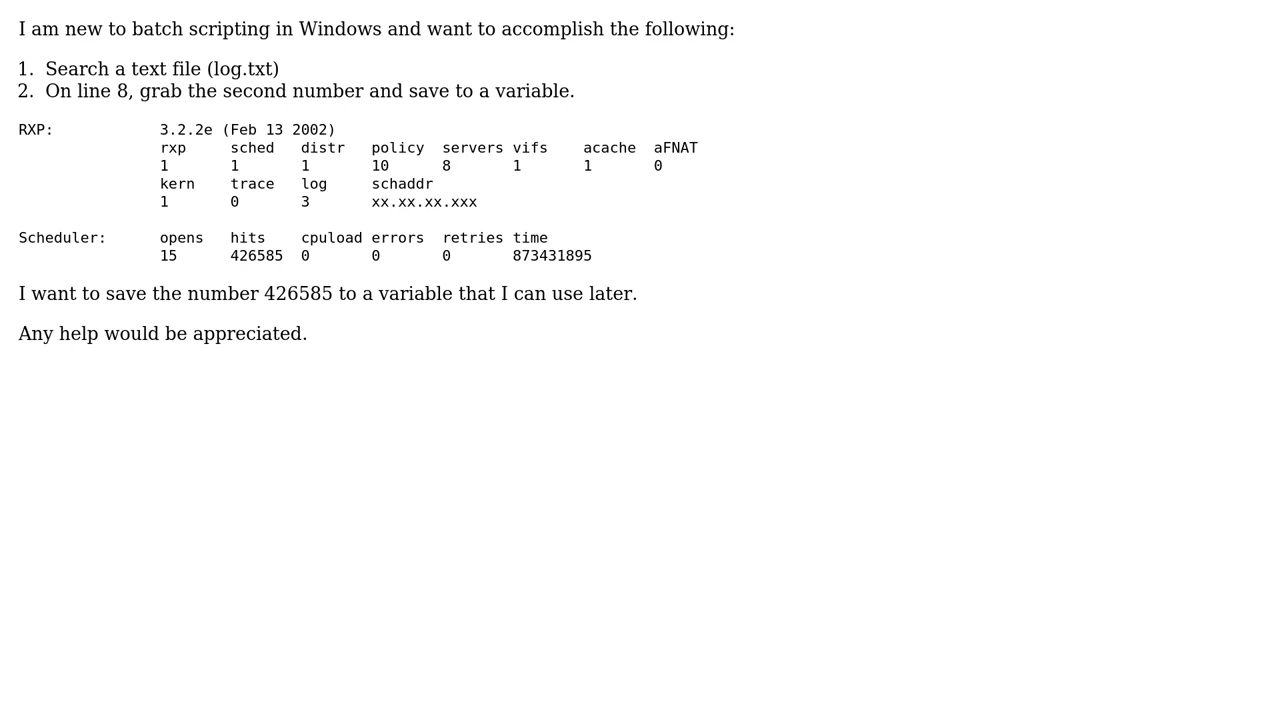 I am new to batch scripting in Windows and want to accomplish the following:
1. Search a text file (log.txt)
2. On line 8, grab the second number and save to a variable.
RXP:            3.2.2e (Feb 13 2002)
                rxp     sched   distr   policy  servers vifs    acache  aFNAT
                1       1       1       10      8       1       1       0
                kern    trace   log     schaddr
                1       0       3       xx.xx.xx.xxx
Scheduler:      opens   hits    cpuload errors  retries time
                15      426585  0       0       0       873431895
I want to save the number 426585 to a variable that I can use later.
Any help would be appreciated.